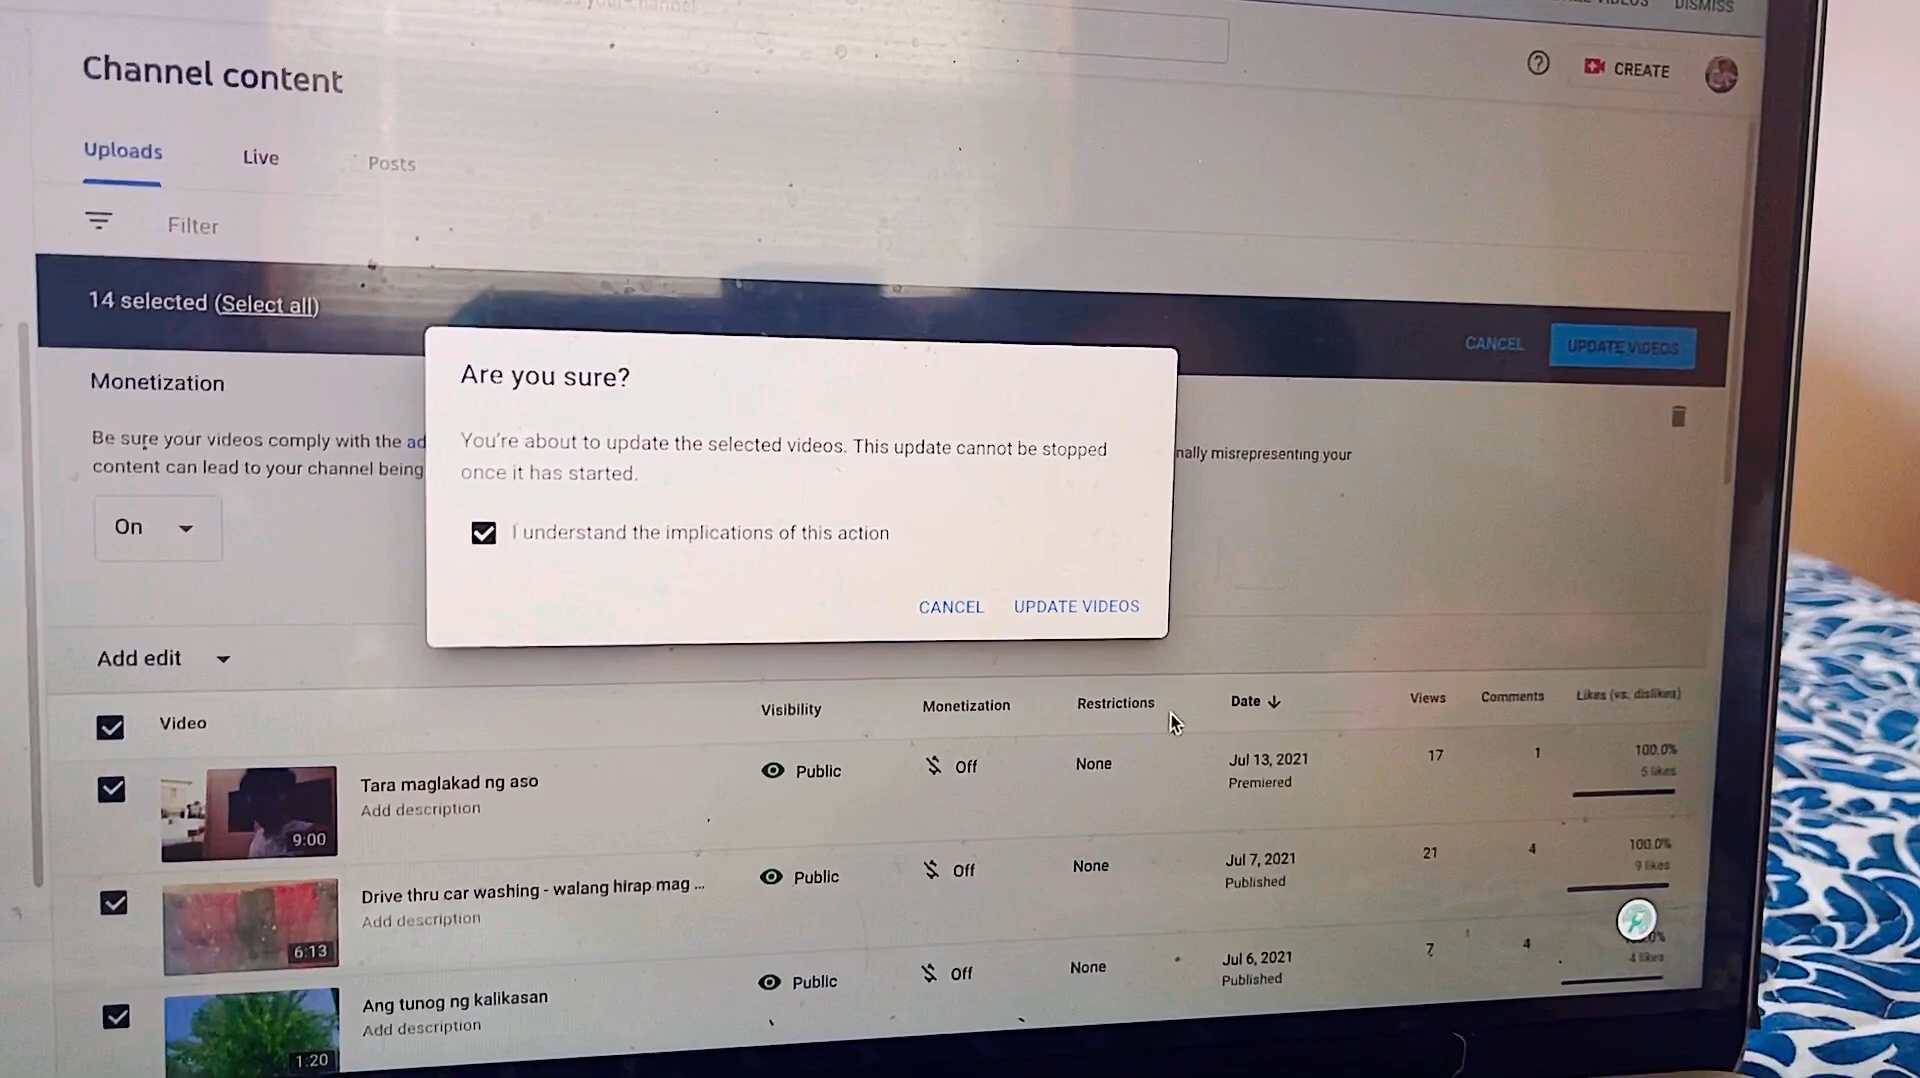 DISMISS
Channel content
CREATE
Uploads
Live
Posts
Filter
14 selected (Select all)
CANCEL
UPDATE VIDEOS
Monetization
Be sure your videos comply with the ad
content can lead to your channel being
nally misrepresenting your
On
Are you sure?
You're about to update the selected videos. This update cannot be stopped
once it has started.
I understand the implications of this action
CANCEL
UPDATE VIDEOS
Add edit
Video
Visibility
Monetization
Restrictions
Date
Views
Comments
Likes (vs. dislikes)
9:00
Tara maglakad ng aso
Add description
Public
Off
None
Jul 13, 2021
Premiered
17
1
100.0%
5 likes
6:13
Drive thru car washing - walang hirap mag ...
Add description
Public
Off
None
Jul 7, 2021
Published
21
4
100.0%
9 likes
1:20
Ang tunog ng kalikasan
Add description
Public
Off
None
Jul 6, 2021
Published
7
4
4 likes